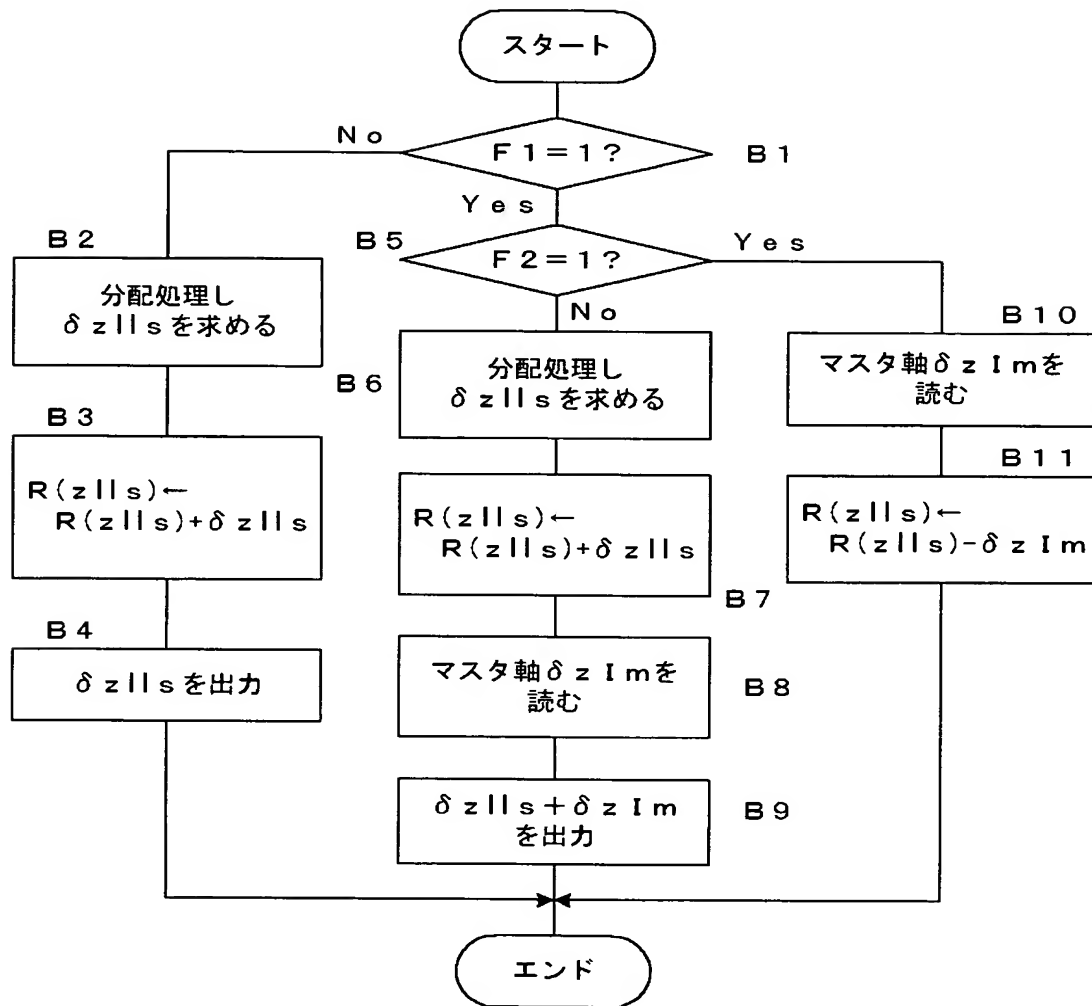 スタート
No
F1=1?
B1
Yes
B2
B5
F2=1?
Yes
分配処理し
δzIIsを求める
No
B10
B6
分配処理し
δzIIsを求める
マスタ軸δzImを
読む
B3
B11
R(zIIs)←
R(zIIs)+δzIIs
R(zIIs)←
R(zIIs)+δzIIs
R(zIIs)←
R(zIIs)-δzIm
B7
B4
δzIIsを出力
マスタ軸δzImを
読む
B8
δzIIs+δzIm
を出力
B9
エンド